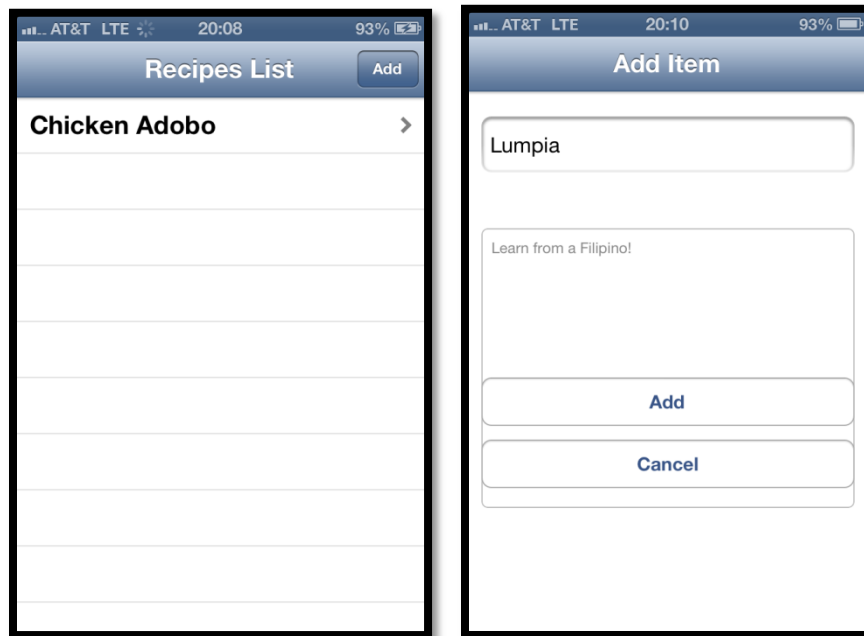 AT&T LTE 20:08 93%
Recipes List Add
Chicken Adobo
AT&T LTE 20:10 93%
Add Item
Lumpia
Learn from a Filipino!
Add
Cancel